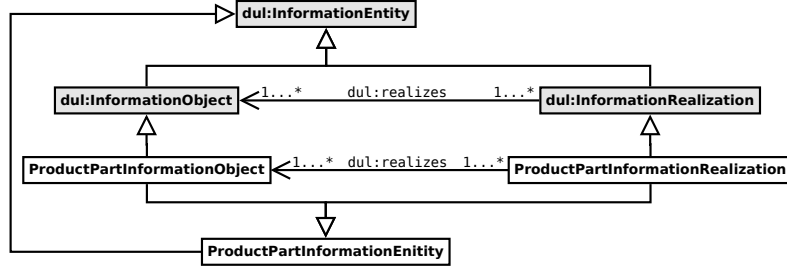 dul:InformationEntity
dul:InformationObject 1...* dul:realizes 1...* dul:InformationRealization
ProductPartInformationObject 1...* dul:realizes 1...* ProductPartInformationRealization
ProductPartInformationEnitity